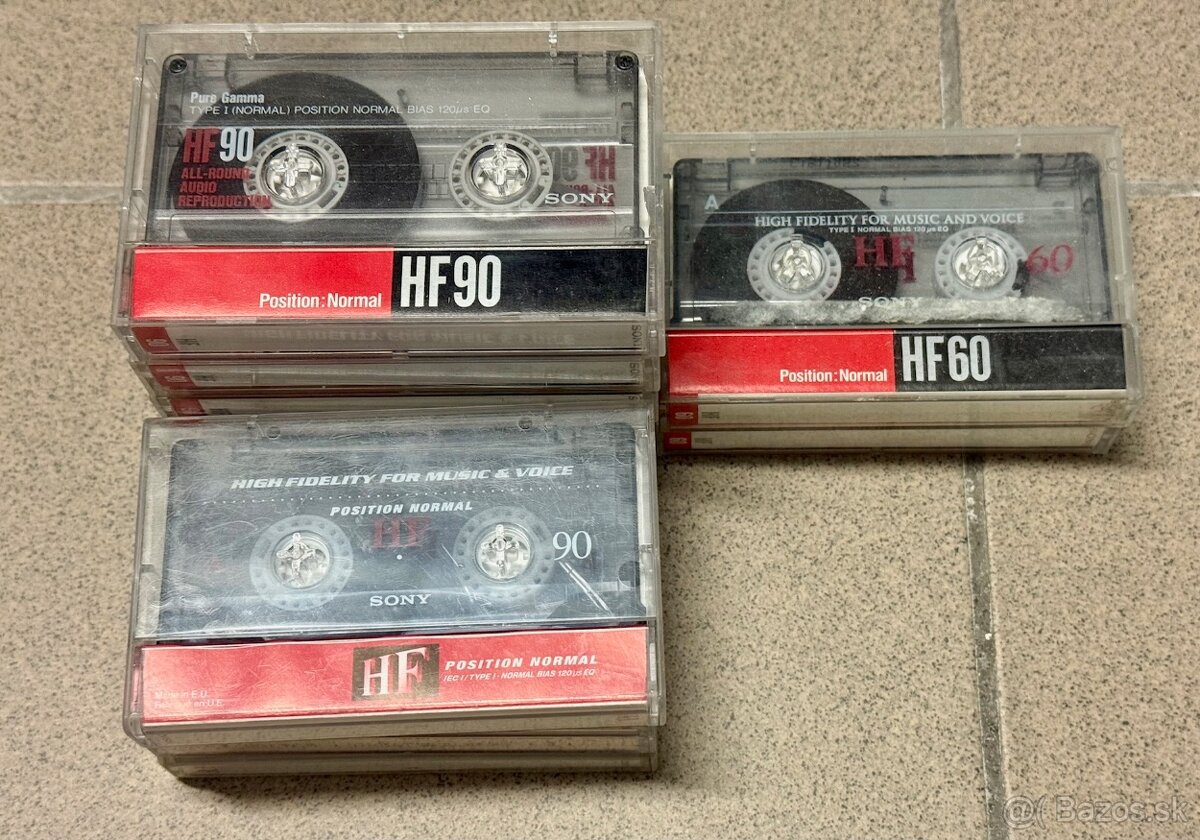 Pure Gamma
TYPE I (NORMAL) POSITION NORMAL BIAS 120µs EQ
HF90
ALL-ROUND
AUDIO
REPRODUCTION
HF 90
SONY
Position:Normal
HF90
A
HIGH FIDELITY FOR MUSIC AND VOICE
TYPE I NORMAL BIAS 120µs EQ
HF
60
SONY
Position:Normal
HF60
HIGH FIDELITY FOR MUSIC & VOICE
POSITION NORMAL
HF
90
SONY
HF
POSITION NORMAL
IEC I/TYPE I · NORMAL BIAS 120µs EQ
Made in E.U.
@( Bazos.sk